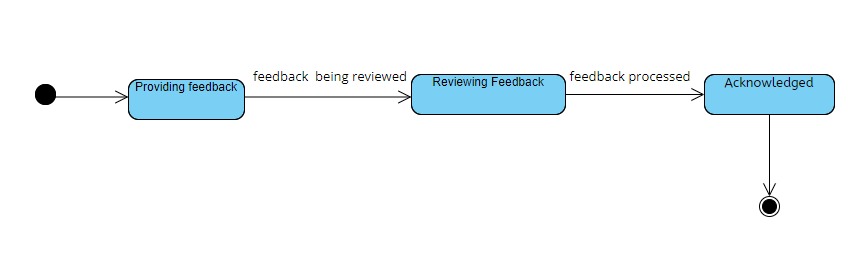 feedback being reviewed
feedback processed
Providing feedback
Reviewing Feedback
Acknowledged